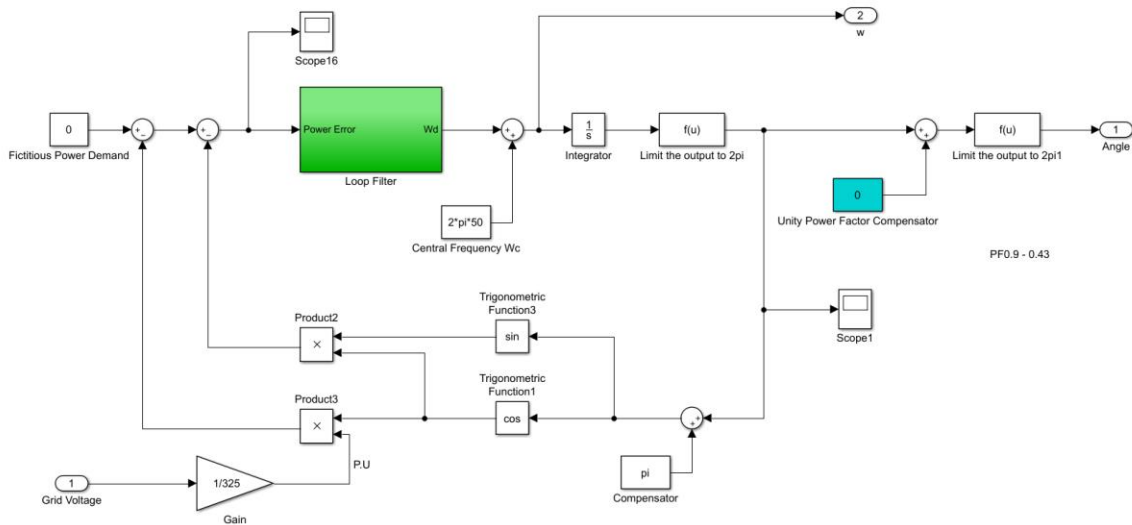 2
w
Scope16
0
Fictitious Power Demand
Power Error
Wd
Loop Filter
1
s
Integrator
f(u)
Limit the output to 2pi
f(u)
Limit the output to 2pi1
1
Angle
2*pi*50
Central Frequency Wc
0
Unity Power Factor Compensator
PF0.9 - 0.43
Scope1
Trigonometric
Function3
sin
Product2
×
Trigonometric
Function1
cos
Product3
×
P.U
pi
Compensator
1
Grid Voltage
1/325
Gain